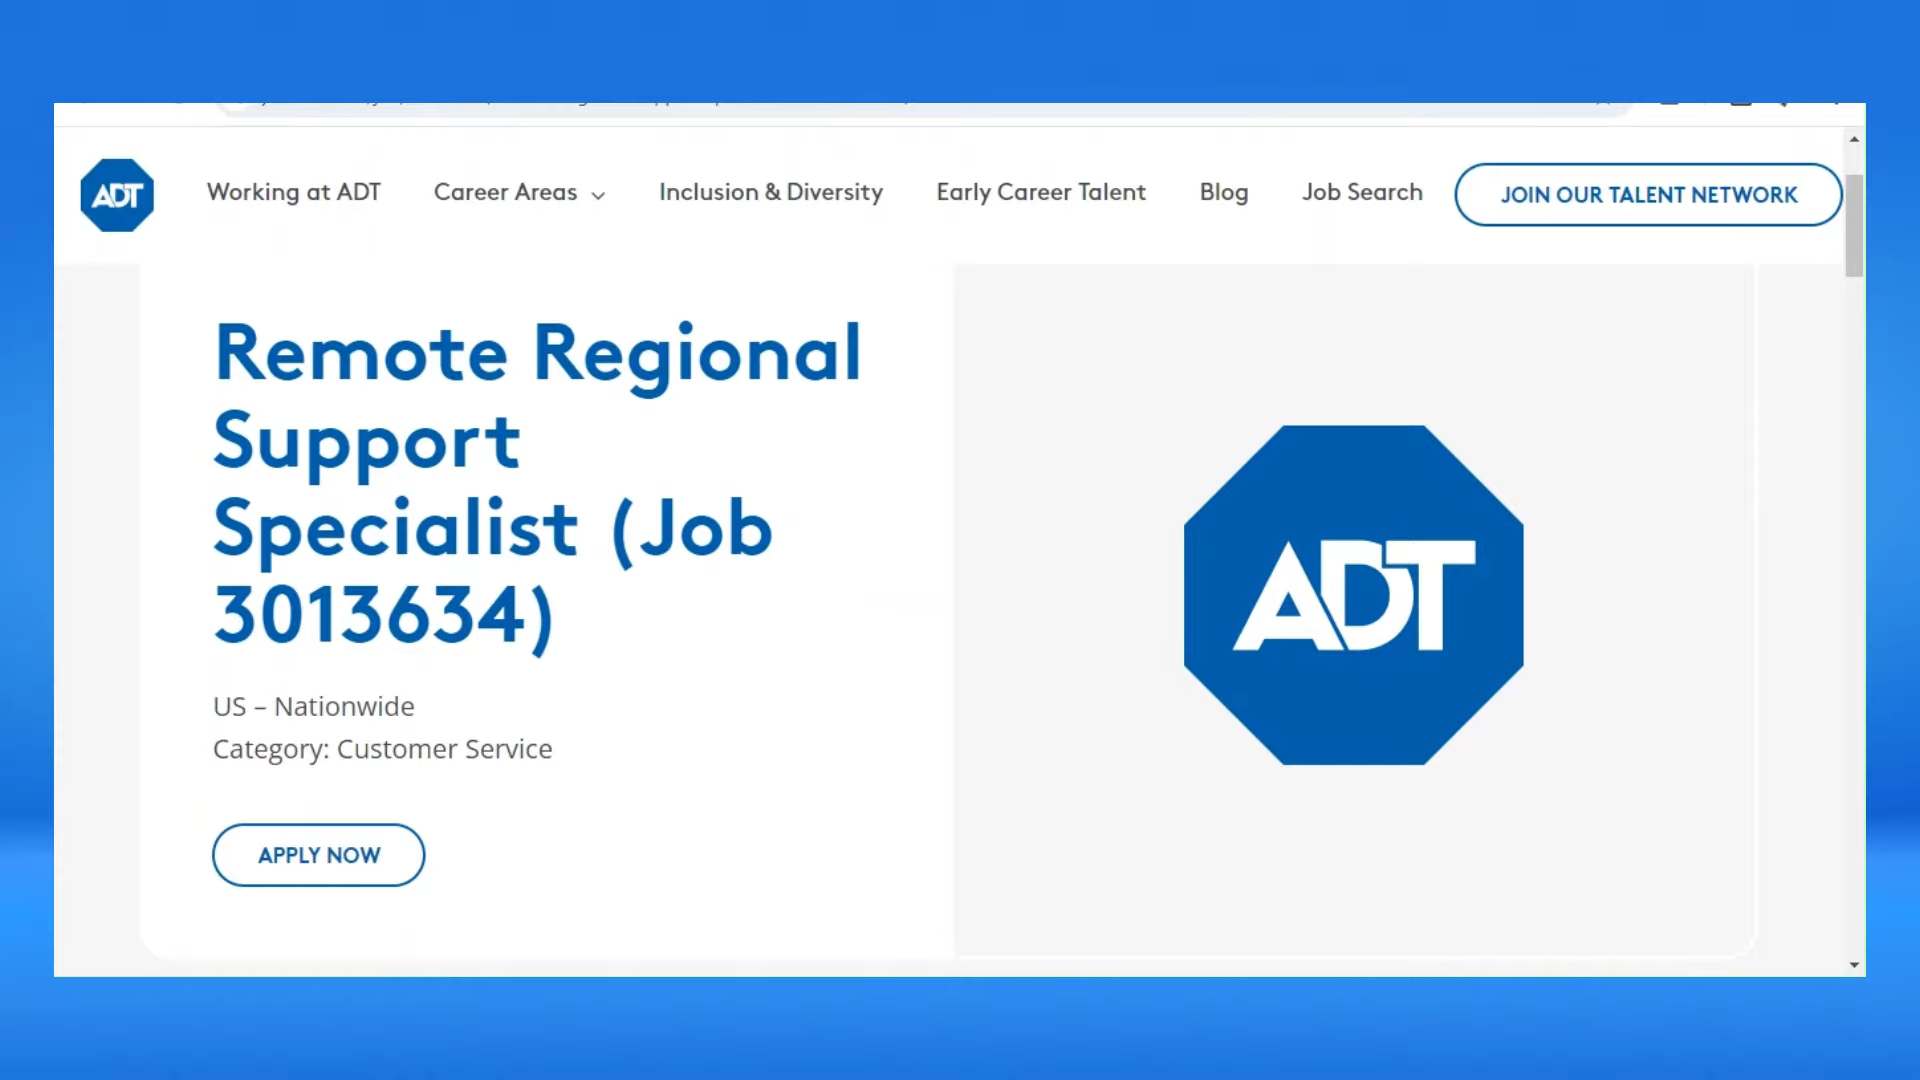 ADT
Working at ADT
Career Areas
Inclusion & Diversity
Early Career Talent
Blog
Job Search
JOIN OUR TALENT NETWORK
Remote Regional
Support
Specialist (Job
3013634)
US – Nationwide
Category: Customer Service
APPLY NOW
ADT